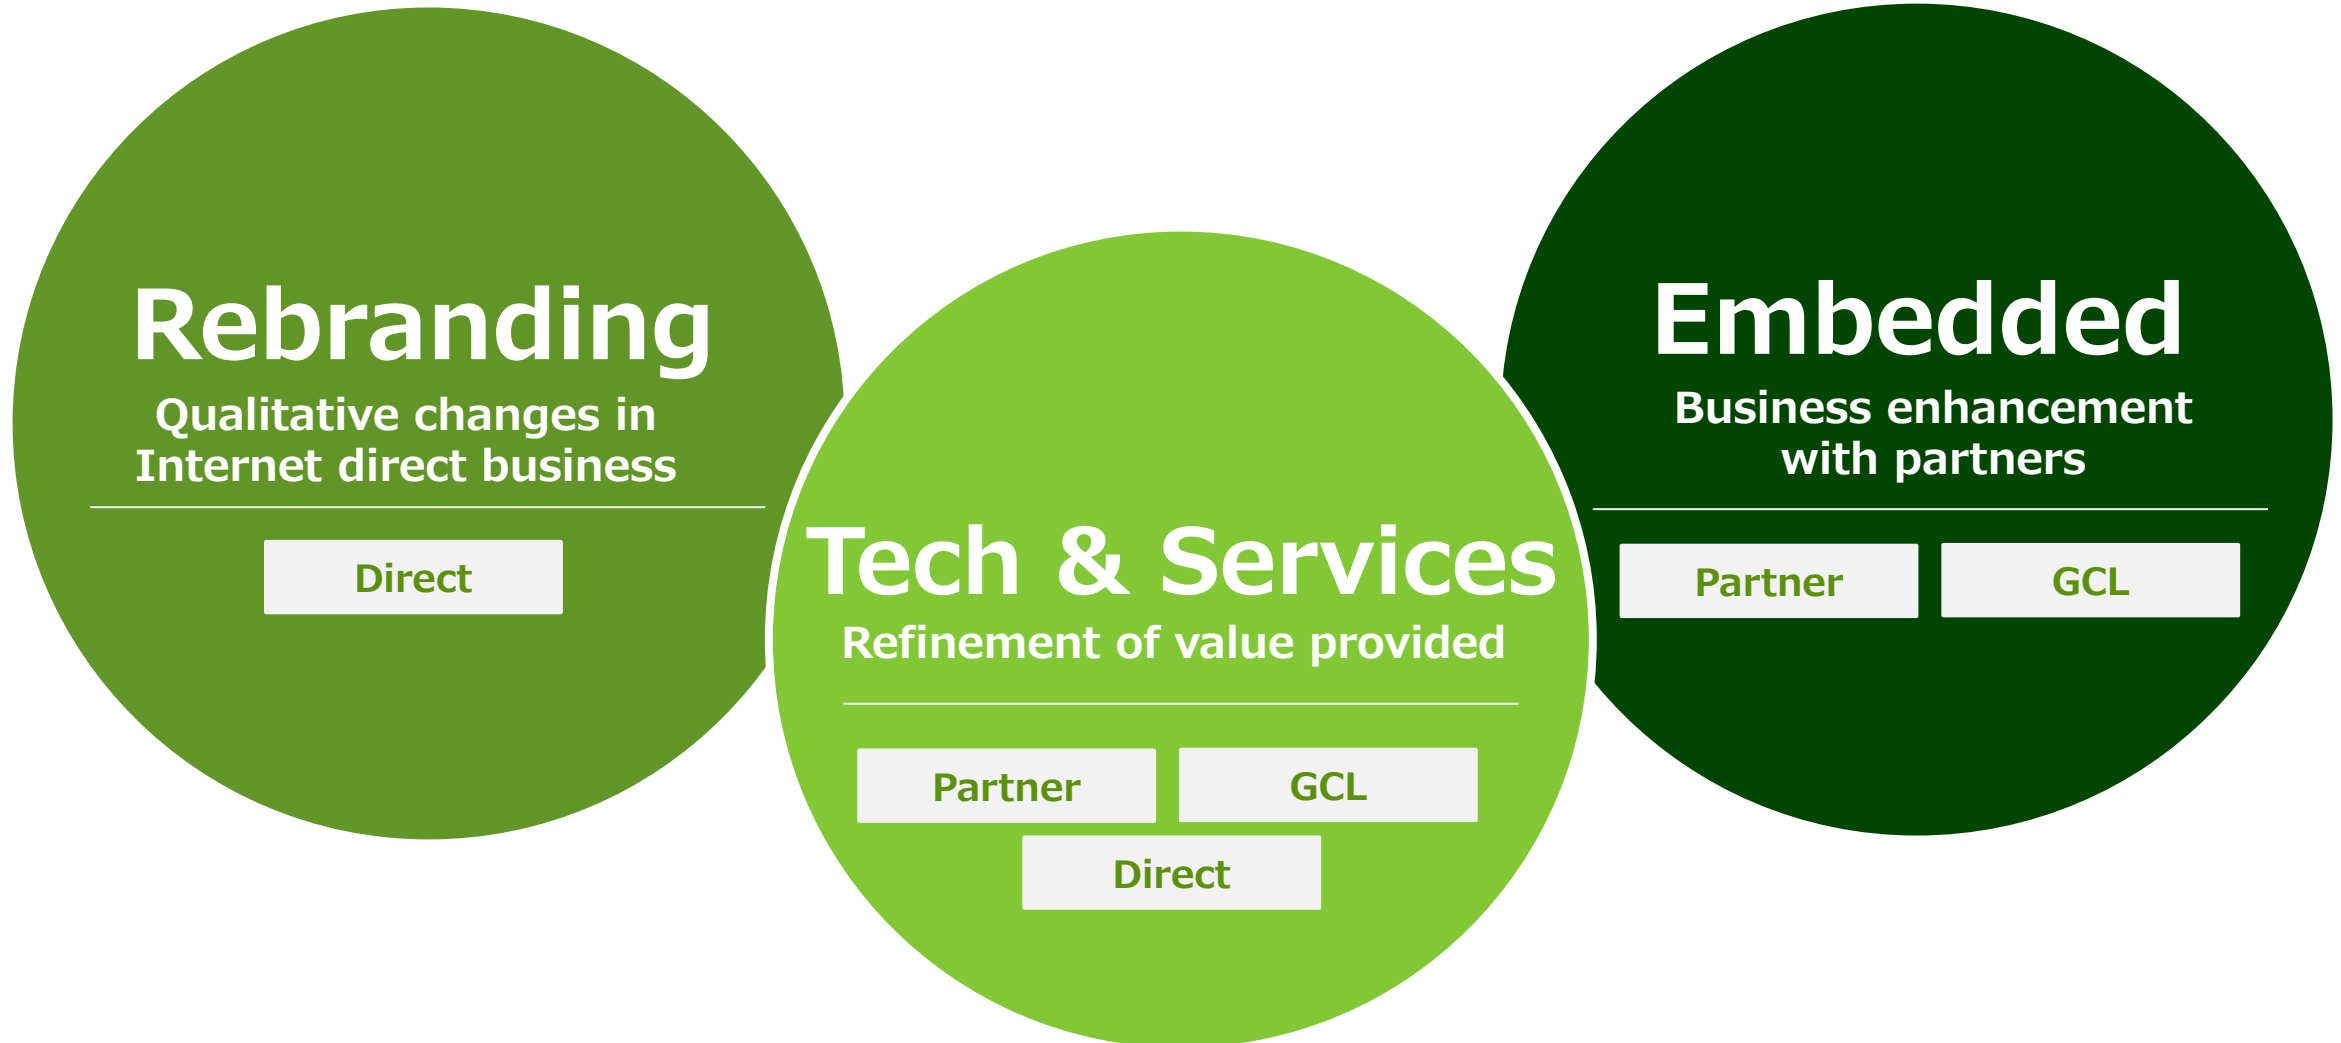 Rebranding
Qualitative changes in
Internet direct business
Direct
Tech & Services
Refinement of value provided
Partner
GCL
Direct
Embedded
Business enhancement
with partners
Partner
GCL